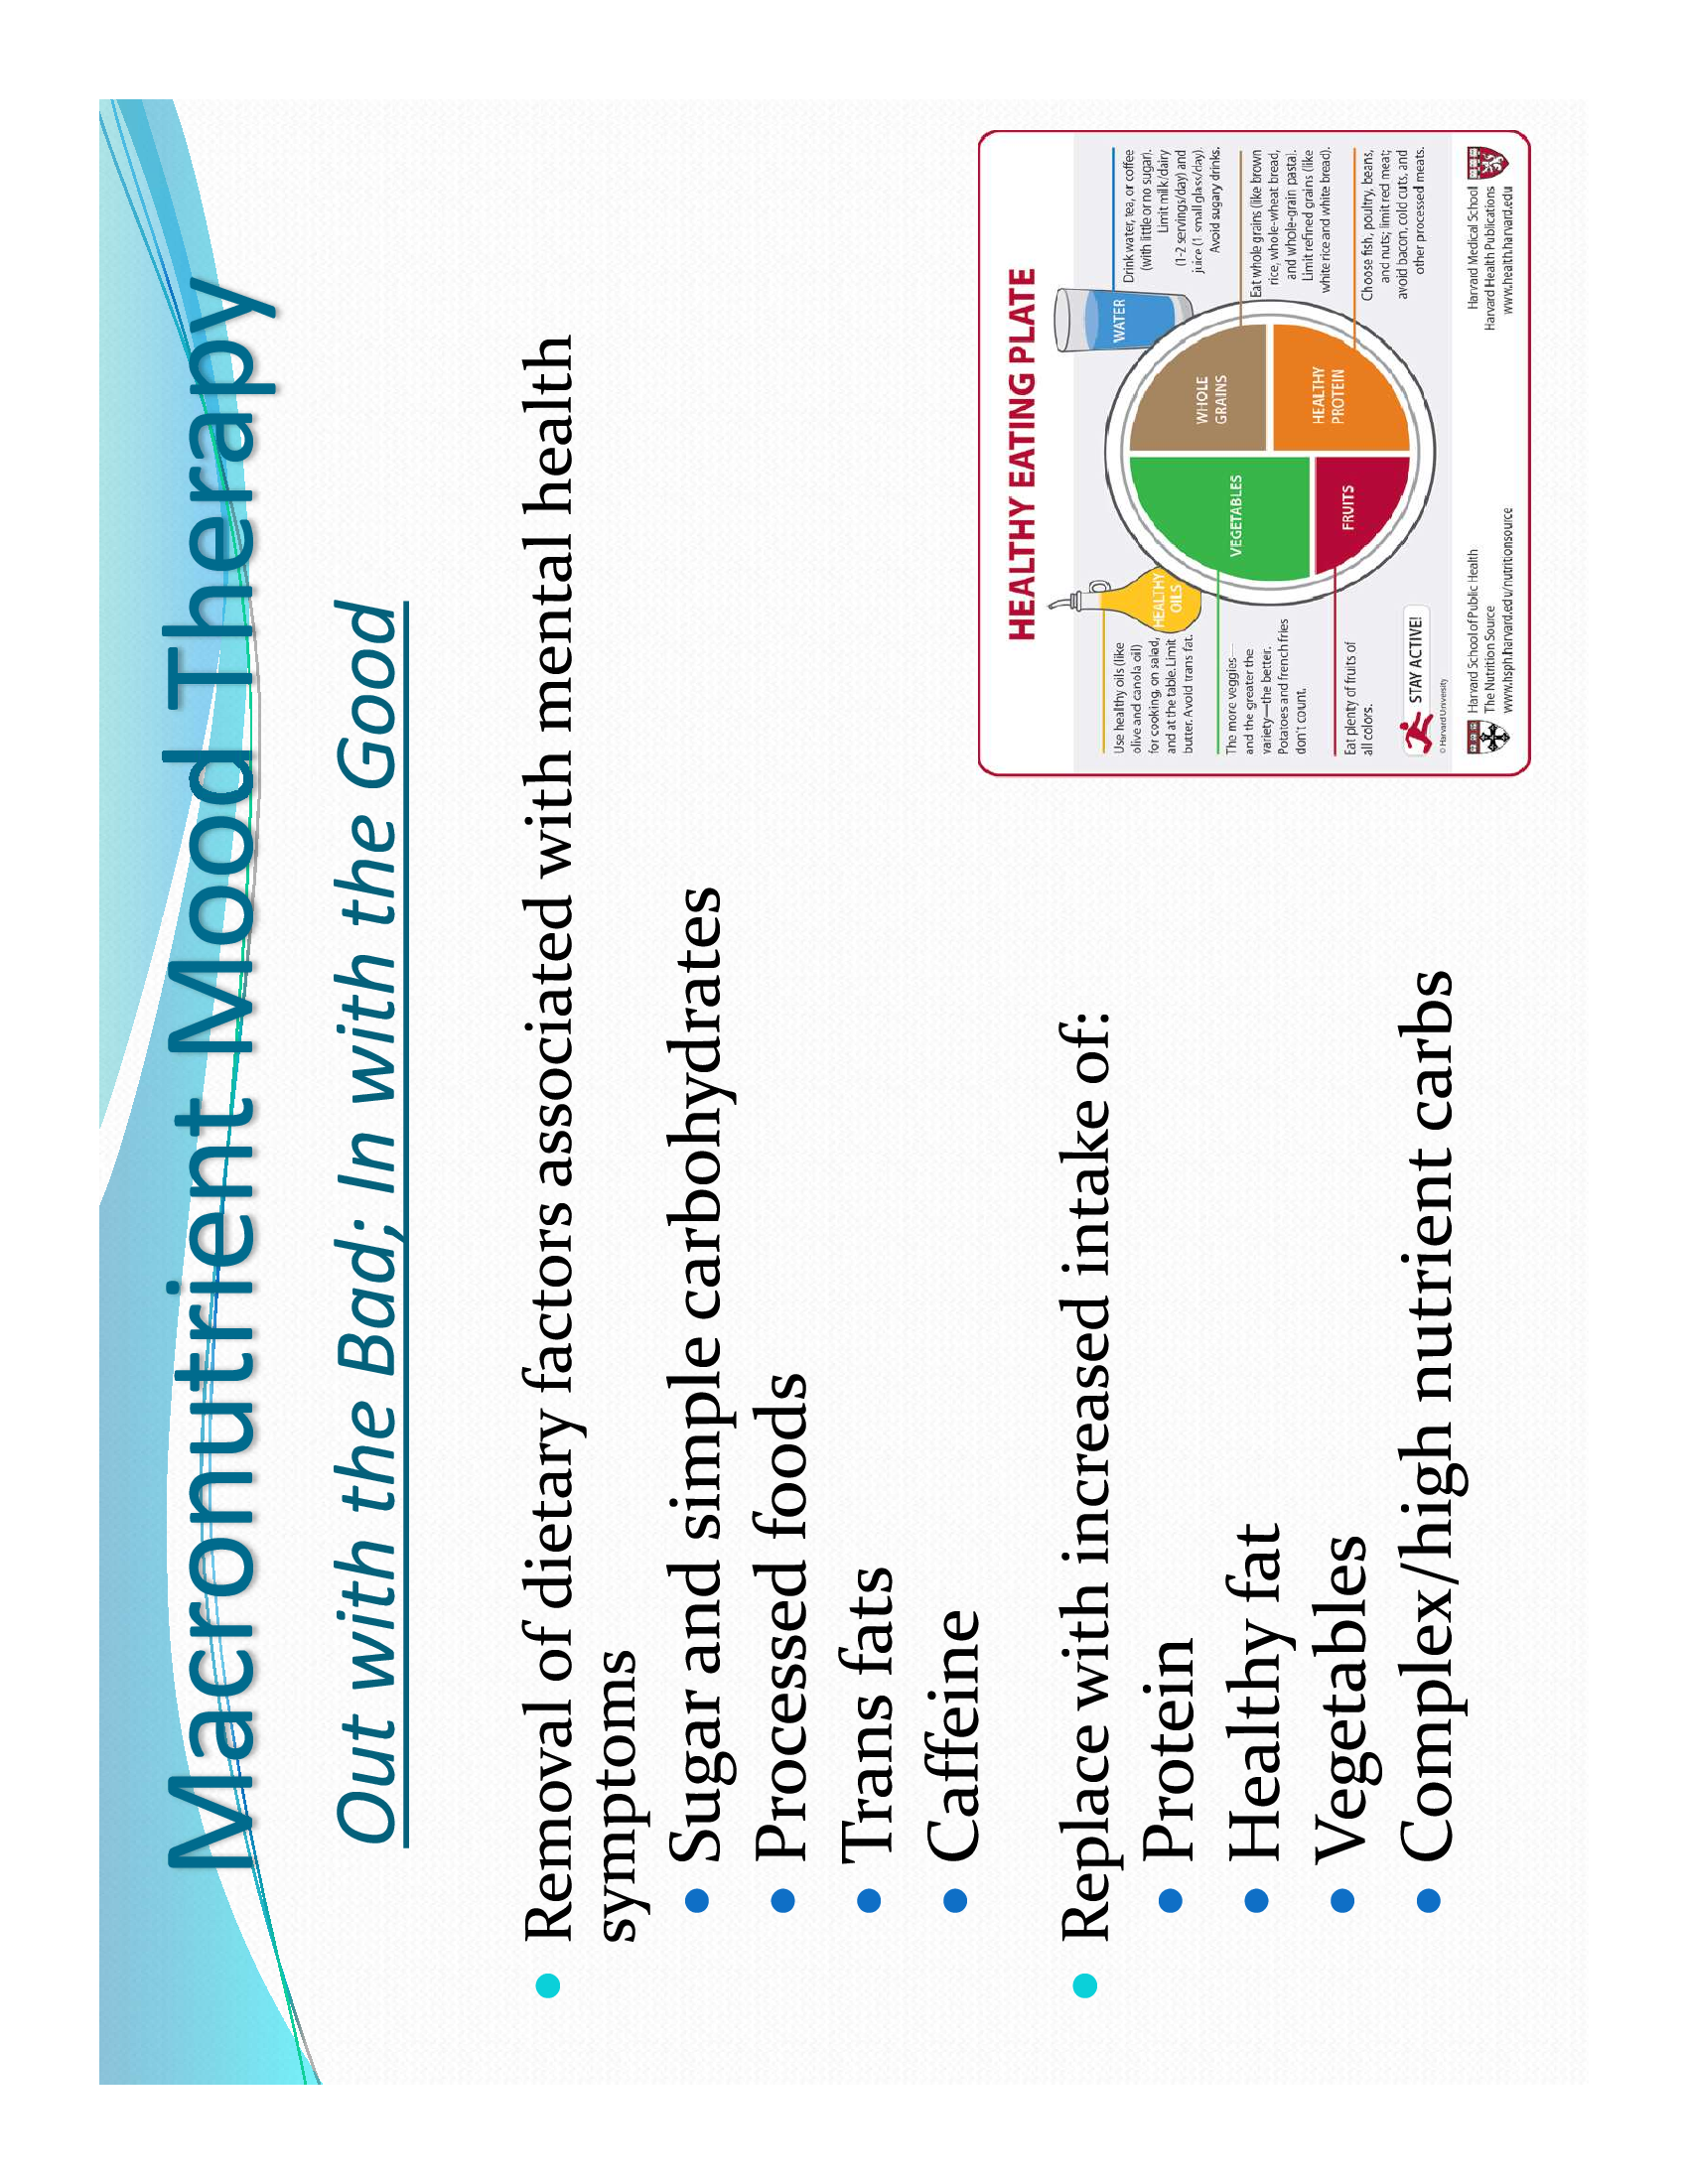 Macronutrient Mood Therapy
Out with the Bad; In with the Good
• Removal of dietary factors associated with mental health
symptoms
• Sugar and simple carbohydrates
• Processed foods
• Trans fats
• Caffeine
• Replace with increased intake of:
• Protein
• Healthy fat
• Vegetables
• Complex/high nutrient carbs
HEALTHY EATING PLATE
Use healthy oils (like
olive and canola oil)
for cooking, on salad,
and at the table. Limit
butter. Avoid trans fat.
HEALTHY
OILS
The more veggies—
and the greater the
variety—the better.
Potatoes and french fries
don't count.
Eat plenty of fruits of
all colors.
STAY ACTIVE!
© Harvard University
VEGETABLES
FRUITS
WHOLE
GRAINS
HEALTHY
PROTEIN
WATER
Drink water, tea, or coffee
(with little or no sugar).
Limit milk/dairy
(1-2 servings/day) and
juice (1 small glass/day).
Avoid sugary drinks.
Eat whole grains (like brown
rice, whole-wheat bread,
and whole-grain pasta).
Limit refined grains (like
white rice and white bread).
Choose fish, poultry, beans,
and nuts; limit red meat;
avoid bacon, cold cuts, and
other processed meats.
Harvard School of Public Health
The Nutrition Source
www.hsph.harvard.edu/nutritionsource
Harvard Medical School
Harvard Health Publications
www.health.harvard.edu